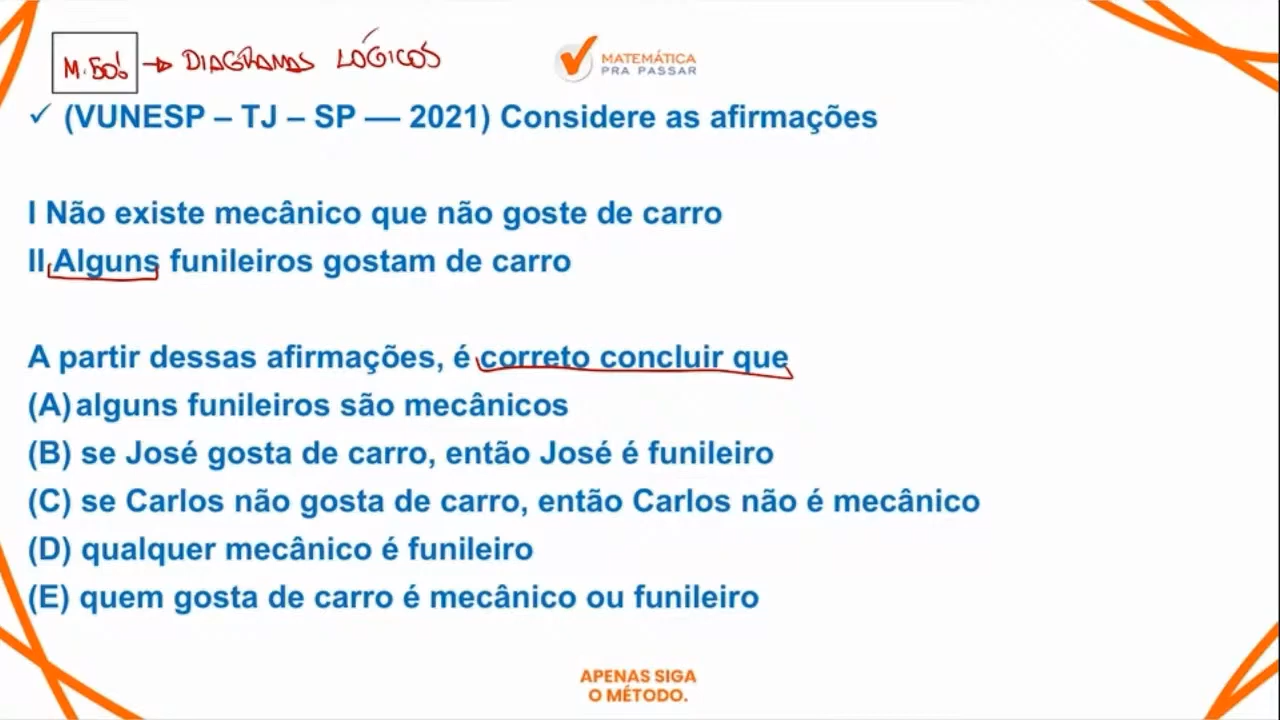 M. 50% → DIAGRAMAS LÓGICOS
MATEMÁTICA
PRA PASSAR
✓ (VUNESP – TJ – SP –– 2021) Considere as afirmações
I Não existe mecânico que não goste de carro
II Alguns funileiros gostam de carro
A partir dessas afirmações, é correto concluir que
(A) alguns funileiros são mecânicos
(B) se José gosta de carro, então José é funileiro
(C) se Carlos não gosta de carro, então Carlos não é mecânico
(D) qualquer mecânico é funileiro
(E) quem gosta de carro é mecânico ou funileiro
APENAS SIGA
O MÉTODO.